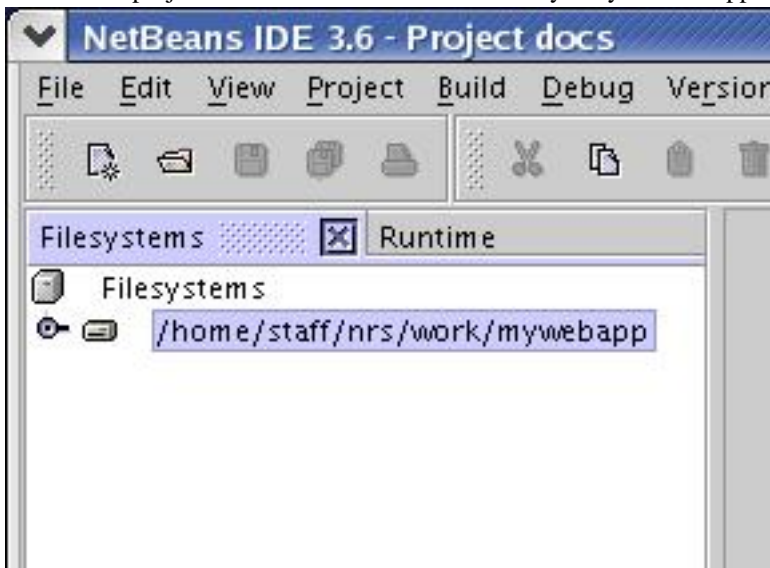 NetBeans IDE 3.6 - Project docs
File Edit View Project Build Debug Version
Filesystems Runtime
Filesystems
/home/staff/nrs/work/mywebapp